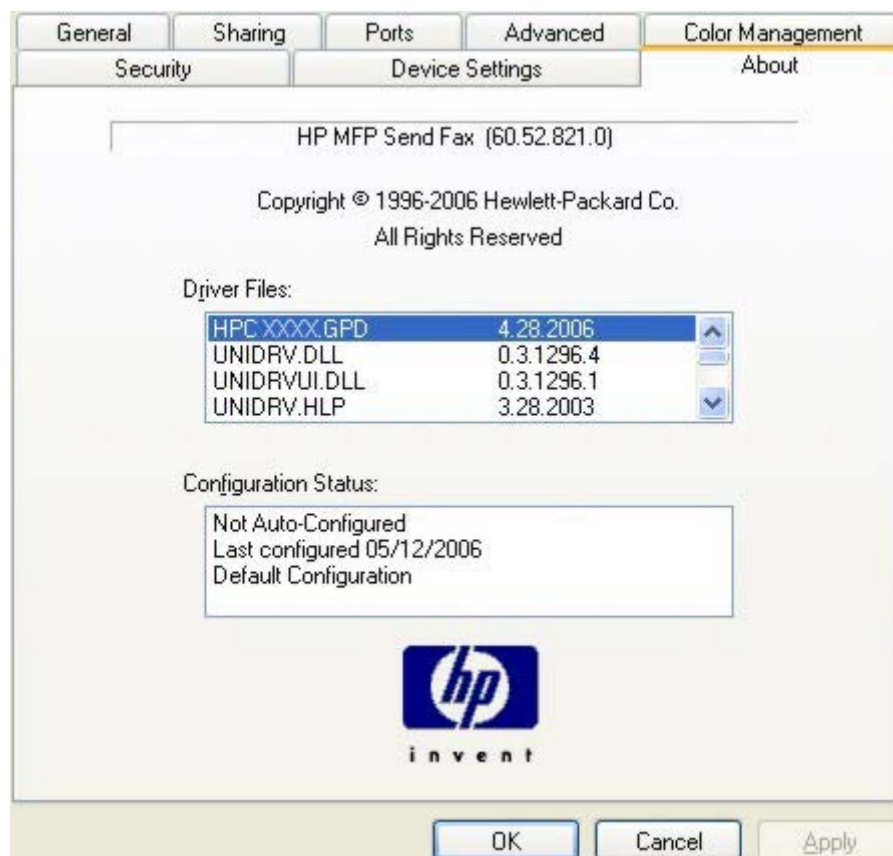 General Sharing Ports Advanced Color Management
Security Device Settings About
HP MFP Send Fax (60.52.821.0)
Copyright © 1996-2006 Hewlett-Packard Co.
All Rights Reserved
Driver Files:
HPCXXXX.GPD 4.28.2006
UNIDRV.DLL 0.3.1296.4
UNIDRVUI.DLL 0.3.1296.1
UNIDRV.HLP 3.28.2003
Configuration Status:
Not Auto-Configured
Last configured 05/12/2006
Default Configuration
hp
invent
OK Cancel Apply